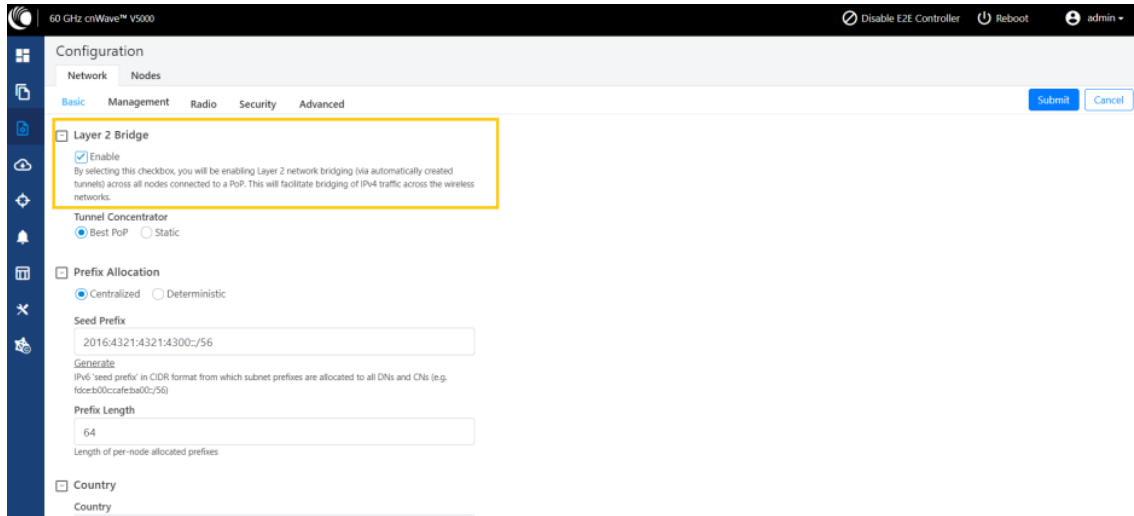 60 GHz cnWave™ V5000
Disable E2E Controller
Reboot
admin
Configuration
Network Nodes
Basic Management Radio Security Advanced
Submit Cancel
Layer 2 Bridge
Enable
By selecting this checkbox, you will be enabling Layer 2 network bridging (via automatically created
tunnels) across all nodes connected to a PoP. This will facilitate bridging of IPv4 traffic across the wireless
networks.
Tunnel Concentrator
Best PoP Static
Prefix Allocation
Centralized Deterministic
Seed Prefix
2016:4321:4321:4300::/56
Generate
IPv6 'seed prefix' in CIDR format from which subnet prefixes are allocated to all DNs and CNs (e.g.
fdce:b00c:cafe:ba00::/56)
Prefix Length
64
Length of per-node allocated prefixes
Country
Country